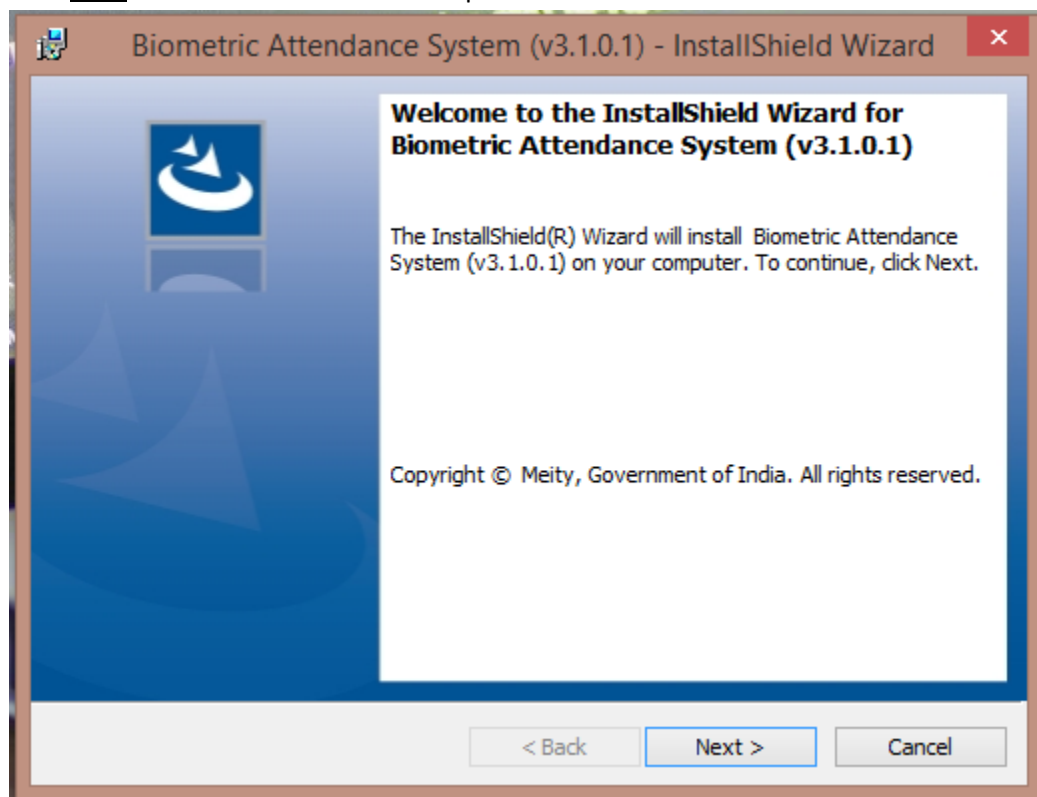 Biometric Attendance System (v3.1.0.1) - InstallShield Wizard
Welcome to the InstallShield Wizard for
Biometric Attendance System (v3.1.0.1)
The InstallShield(R) Wizard will install Biometric Attendance
System (v3.1.0.1) on your computer. To continue, click Next.
Copyright © Meity, Government of India. All rights reserved.
< Back Next > Cancel